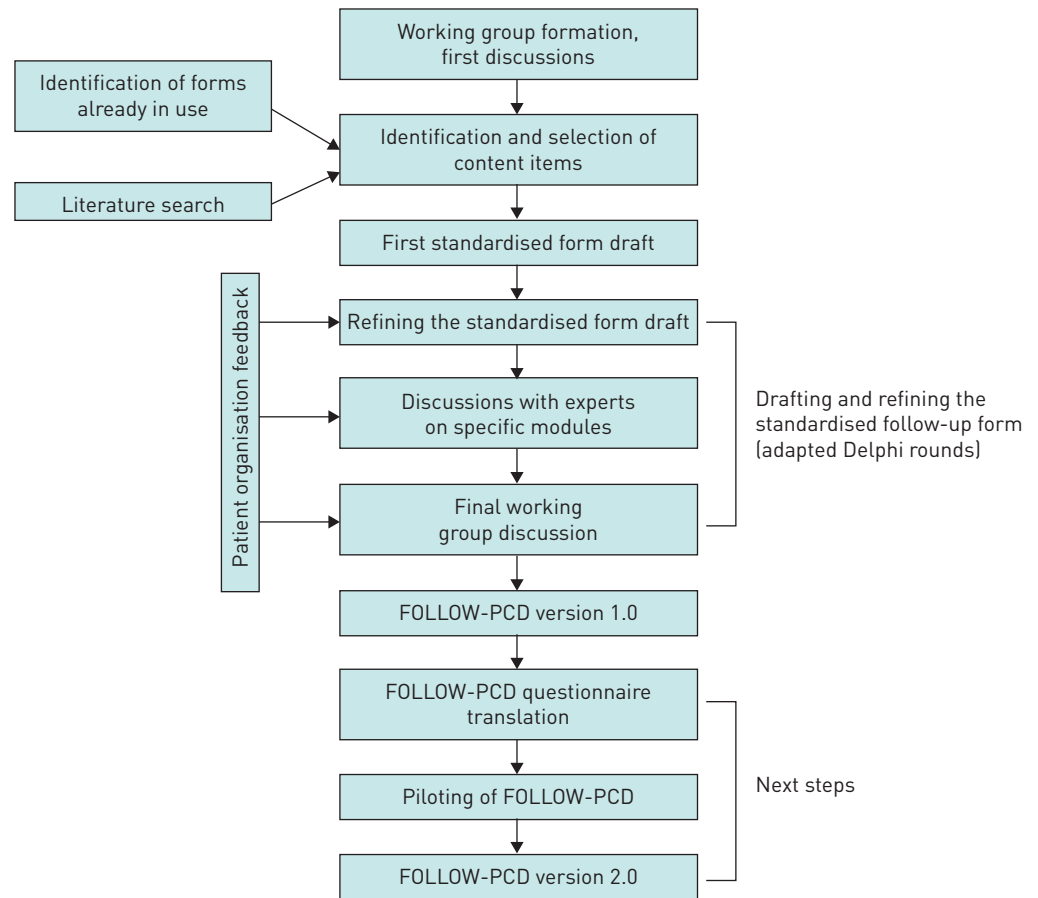 Working group formation,
first discussions
Identification of forms
already in use
Identification and selection of
content items
Literature search
First standardised form draft
Patient organisation feedback
Refining the standardised form draft
Discussions with experts
on specific modules
Drafting and refining the
standardised follow-up form
(adapted Delphi rounds)
Final working
group discussion
FOLLOW-PCD version 1.0
FOLLOW-PCD questionnaire
translation
Piloting of FOLLOW-PCD
Next steps
FOLLOW-PCD version 2.0